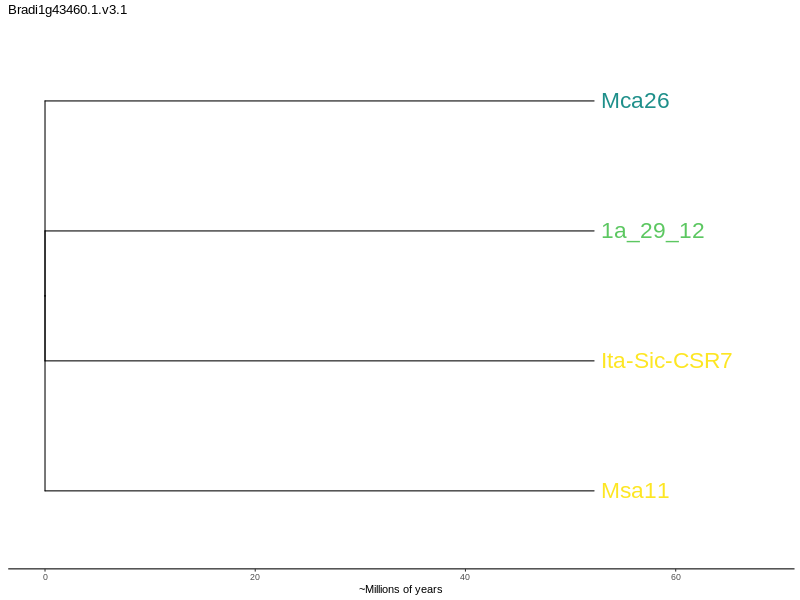 Bradi1g43460.1.v3.1
Mca26
1a_29_12
Ita-Sic-CSR7
Msa11
0 20 40 60
~Millions of years